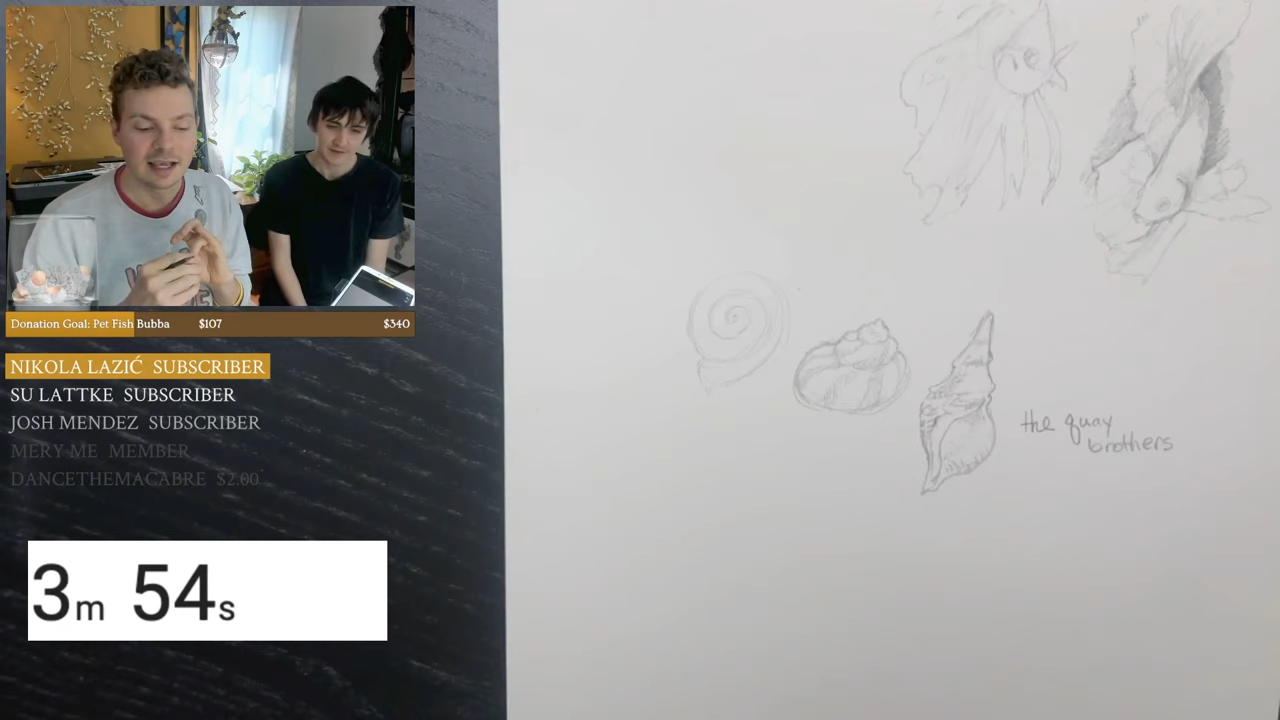 Donation Goal: Pet Fish Bubba $107 $340
NIKOLA LAZIĆ SUBSCRIBER
SU LATTKE SUBSCRIBER
JOSH MENDEZ SUBSCRIBER
MERY ME MEMBER
DANCETHEMACABRE $2.00
3m 54s
the quay
brothers